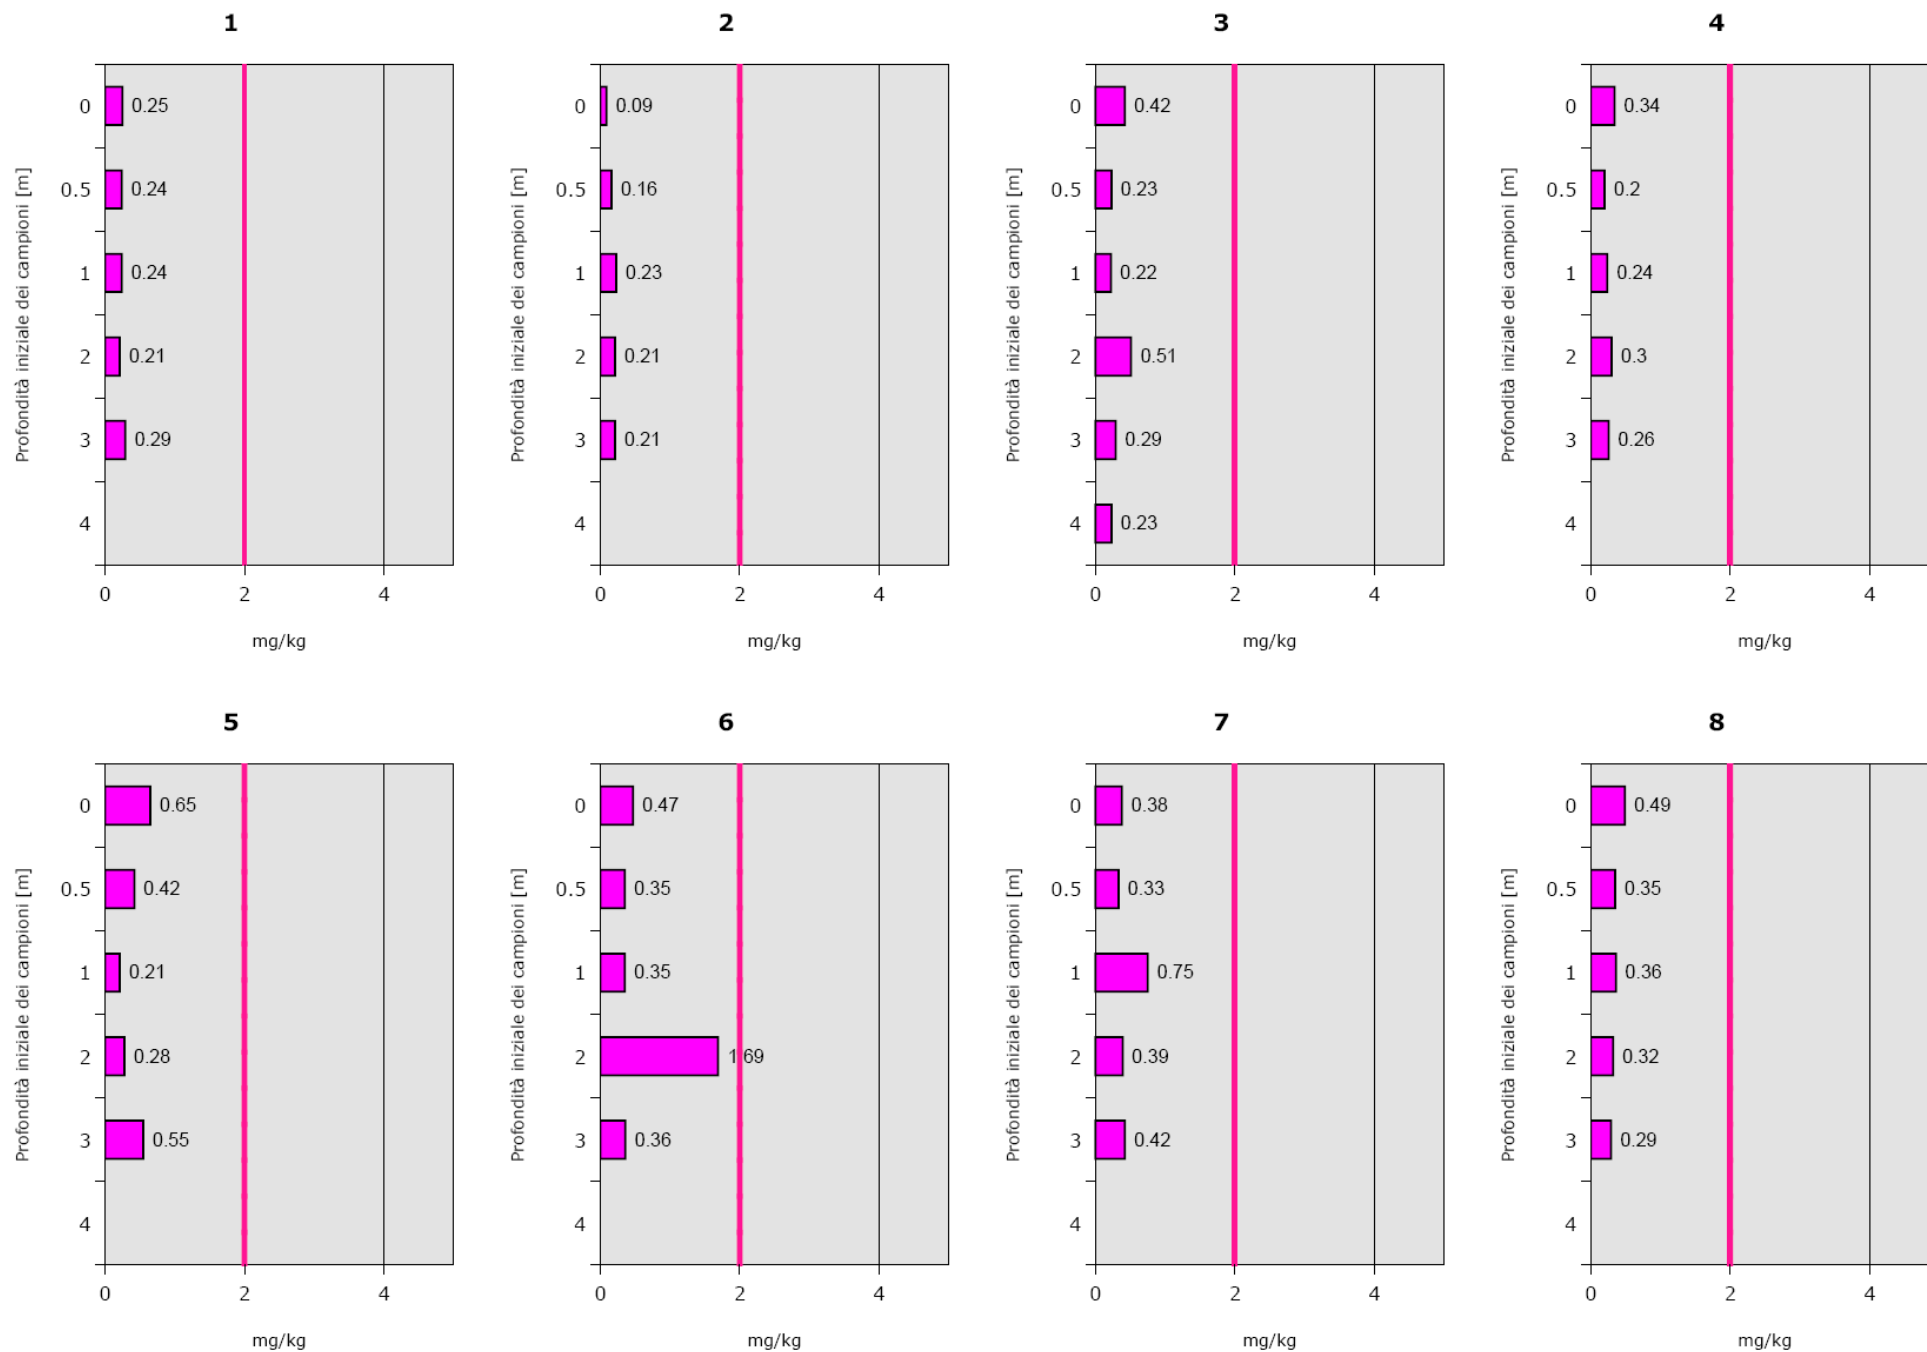 1
2
3
4
Profondità iniziale dei campioni [m]
0 0.25
0.5 0.24
1 0.24
2 0.21
3 0.29
4
0 2 4
mg/kg
Profondità iniziale dei campioni [m]
0 0.09
0.5 0.16
1 0.23
2 0.21
3 0.21
4
0 2 4
mg/kg
Profondità iniziale dei campioni [m]
0 0.42
0.5 0.23
1 0.22
2 0.51
3 0.29
4 0.23
0 2 4
mg/kg
Profondità iniziale dei campioni [m]
0 0.34
0.5 0.2
1 0.24
2 0.3
3 0.26
4
0 2 4
mg/kg
5
6
7
8
Profondità iniziale dei campioni [m]
0 0.65
0.5 0.42
1 0.21
2 0.28
3 0.55
4
0 2 4
mg/kg
Profondità iniziale dei campioni [m]
0 0.47
0.5 0.35
1 0.35
2 1.69
3 0.36
4
0 2 4
mg/kg
Profondità iniziale dei campioni [m]
0 0.38
0.5 0.33
1 0.75
2 0.39
3 0.42
4
0 2 4
mg/kg
Profondità iniziale dei campioni [m]
0 0.49
0.5 0.35
1 0.36
2 0.32
3 0.29
4
0 2 4
mg/kg